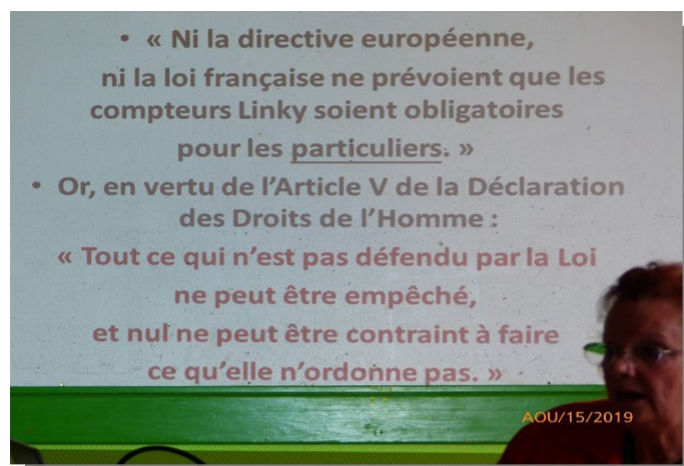 • « Ni la directive européenne,
ni la loi française ne prévoient que les
compteurs Linky soient obligatoires
pour les particuliers. »
• Or, en vertu de l'Article V de la Déclaration
des Droits de l'Homme :
« Tout ce qui n'est pas défendu par la Loi
ne peut être empêché,
et nul ne peut être contraint à faire
ce qu'elle n'ordonne pas. »
AOU/15/2019